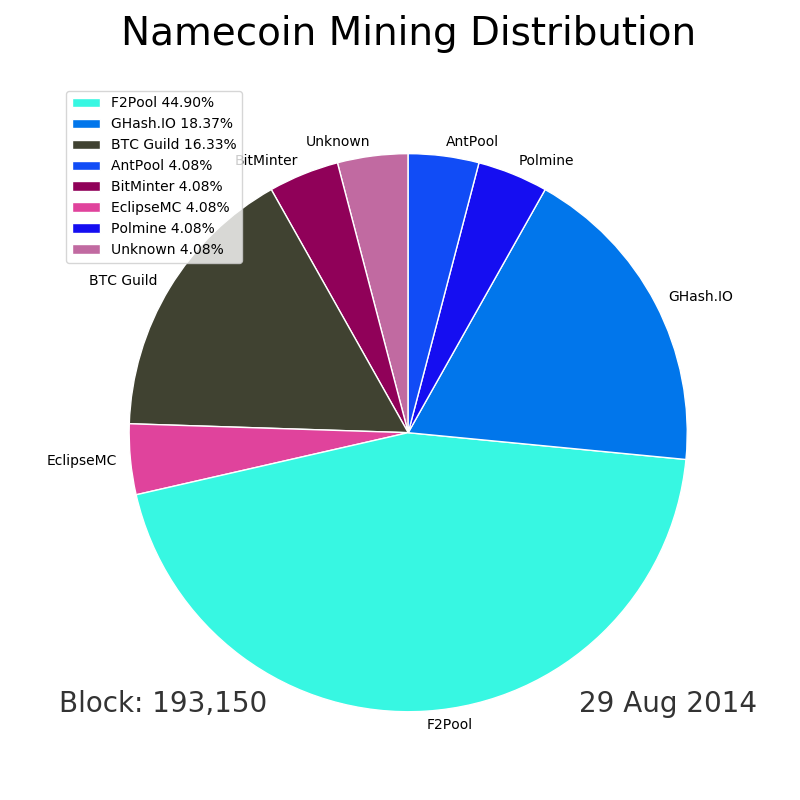 Namecoin Mining Distribution
F2Pool 44.90%
GHash.IO 18.37%
BTC Guild 16.33%
AntPool 4.08%
BitMinter 4.08%
EclipseMC 4.08%
Polmine 4.08%
Unknown 4.08%
Unknown
AntPool
BitMinter
Polmine
BTC Guild
GHash.IO
EclipseMC
F2Pool
Block: 193,150
29 Aug 2014